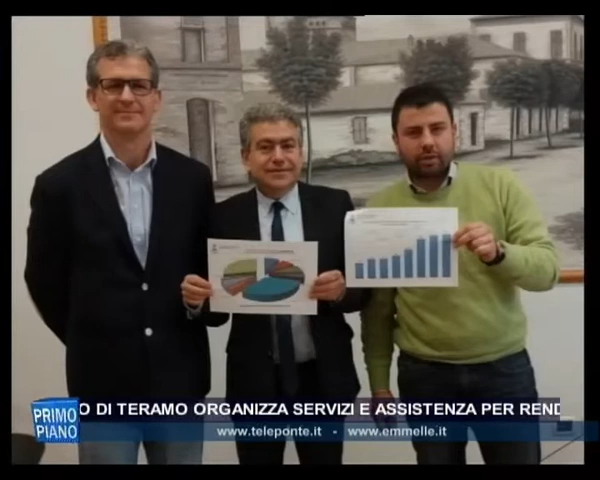 PRIMO
PIANO
O DI TERAMO ORGANIZZA SERVIZI E ASSISTENZA PER REND
www.teleponte.it - www.emmelle.it